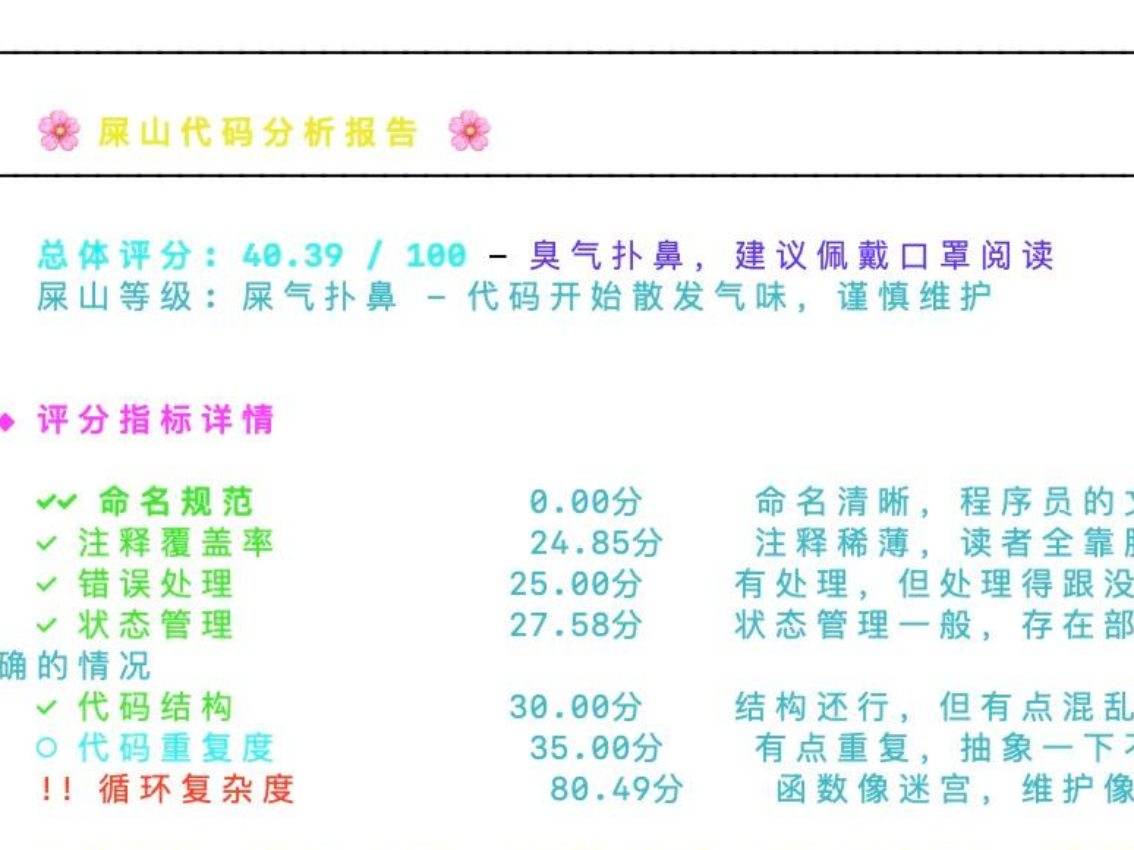 🌸 屎山代码分析报告 🌸
总体评分: 40.39 / 100 - 臭气扑鼻, 建议佩戴口罩阅读
屎山等级: 屎气扑鼻 - 代码开始散发气味, 谨慎维护
◆ 评分指标详情
✓✓ 命名规范 0.00分 命名清晰, 程序员的
✓ 注释覆盖率 24.85分 注释稀薄, 读者全靠
✓ 错误处理 25.00分 有处理, 但处理得跟没
✓ 状态管理 27.58分 状态管理一般, 存在部
确的情况
✓ 代码结构 30.00分 结构还行, 但有点混乱
○ 代码重复度 35.00分 有点重复, 抽象一下
!! 循环复杂度 80.49分 函数像迷宫, 维护像